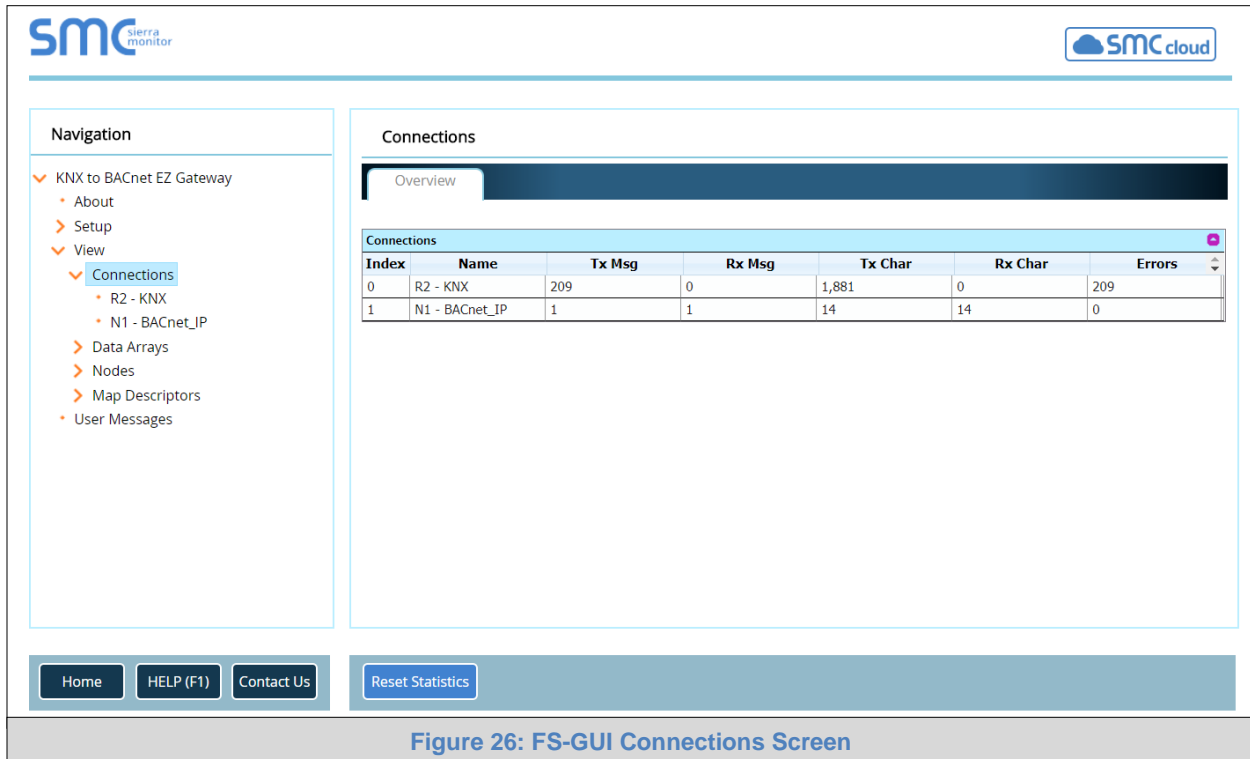 SMC sierra monitor
SMC cloud
Navigation
KNX to BACnet EZ Gateway
About
Setup
View
Connections
R2 - KNX
N1 - BACnet_IP
Data Arrays
Nodes
Map Descriptors
User Messages
Connections
Overview
Connections
Index Name Tx Msg Rx Msg Tx Char Rx Char Errors
0 R2 - KNX 209 0 1,881 0 209
1 N1 - BACnet_IP 1 1 14 14 0
Home HELP (F1) Contact Us Reset Statistics
Figure 26: FS-GUI Connections Screen